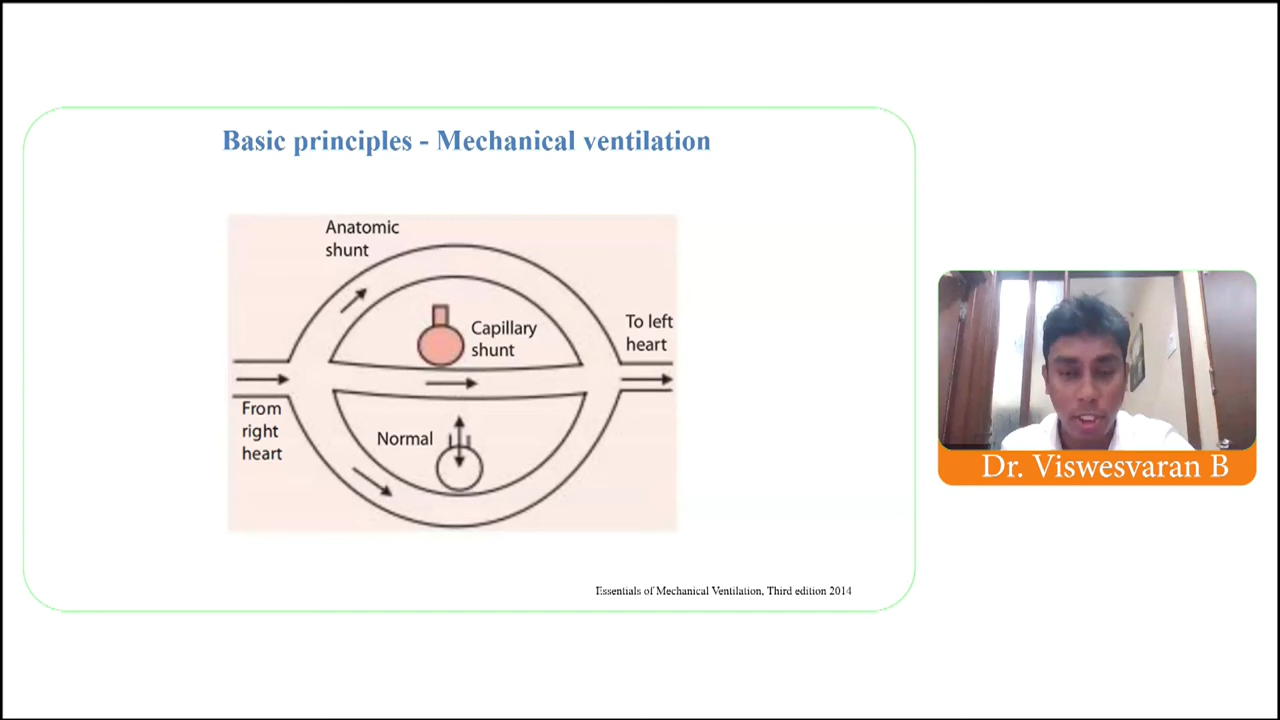 Basic principles - Mechanical ventilation
Anatomic
shunt
Capillary
shunt
To left
heart
From
right
heart
Normal
Essentials of Mechanical Ventilation, Third edition 2014
Dr. Viswesvaran B